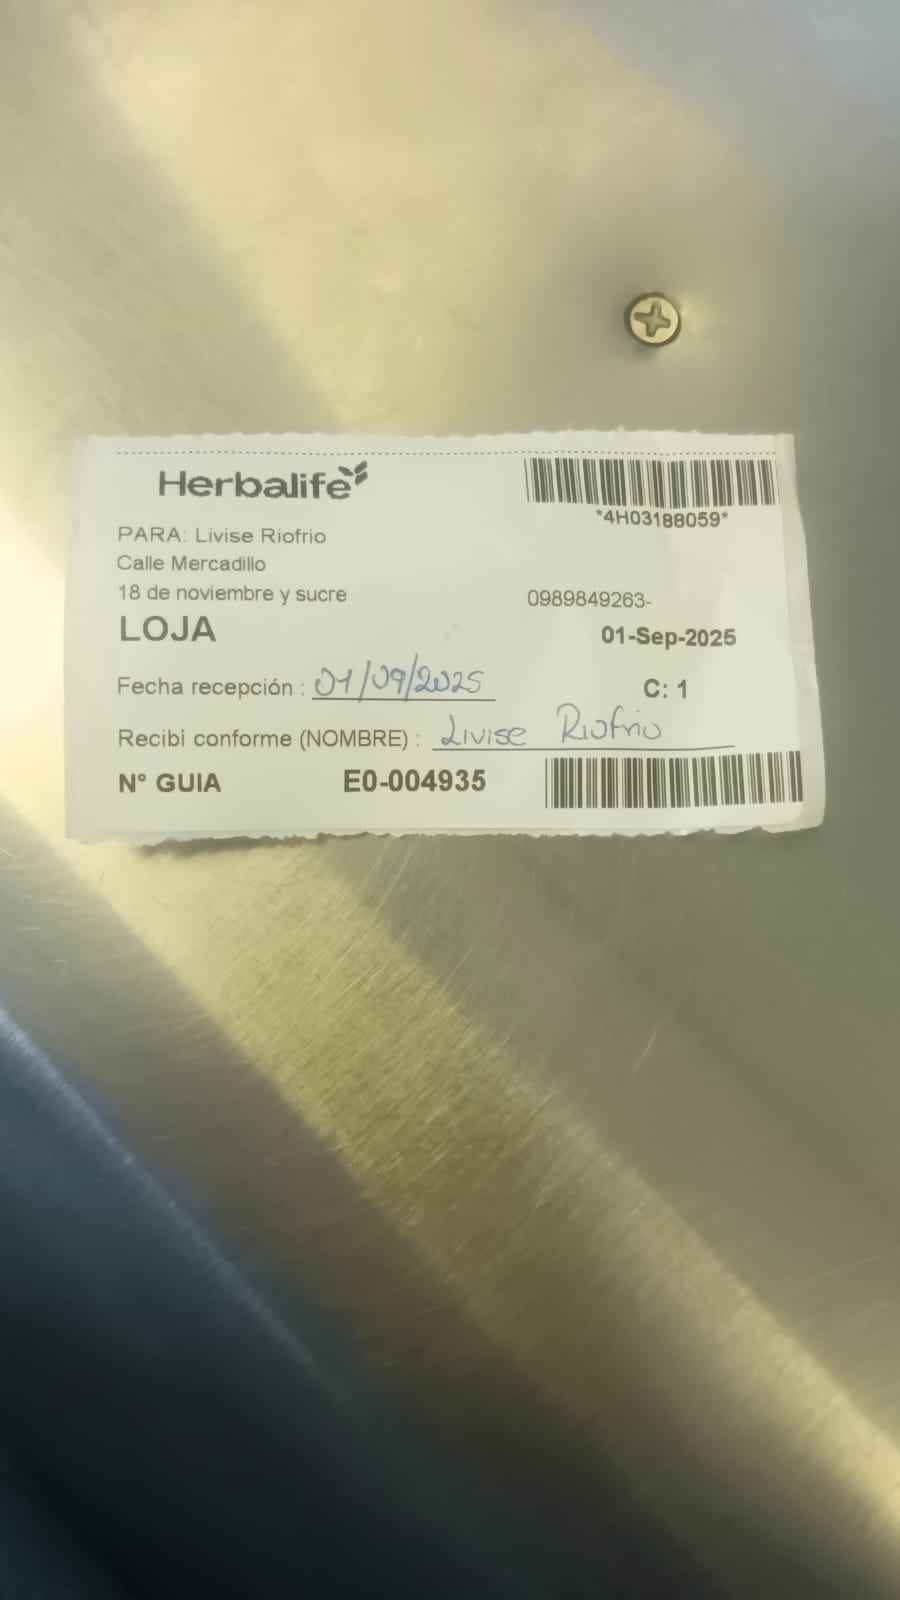 Herbalife
*4H03188059*
PARA: Livise Riofrio
Calle Mercadillo
18 de noviembre y sucre
0989849263-
LOJA
01-Sep-2025
Fecha recepción : 01/09/2025
C: 1
Recibi conforme (NOMBRE) : Livise Riofrio
N° GUIA E0-004935